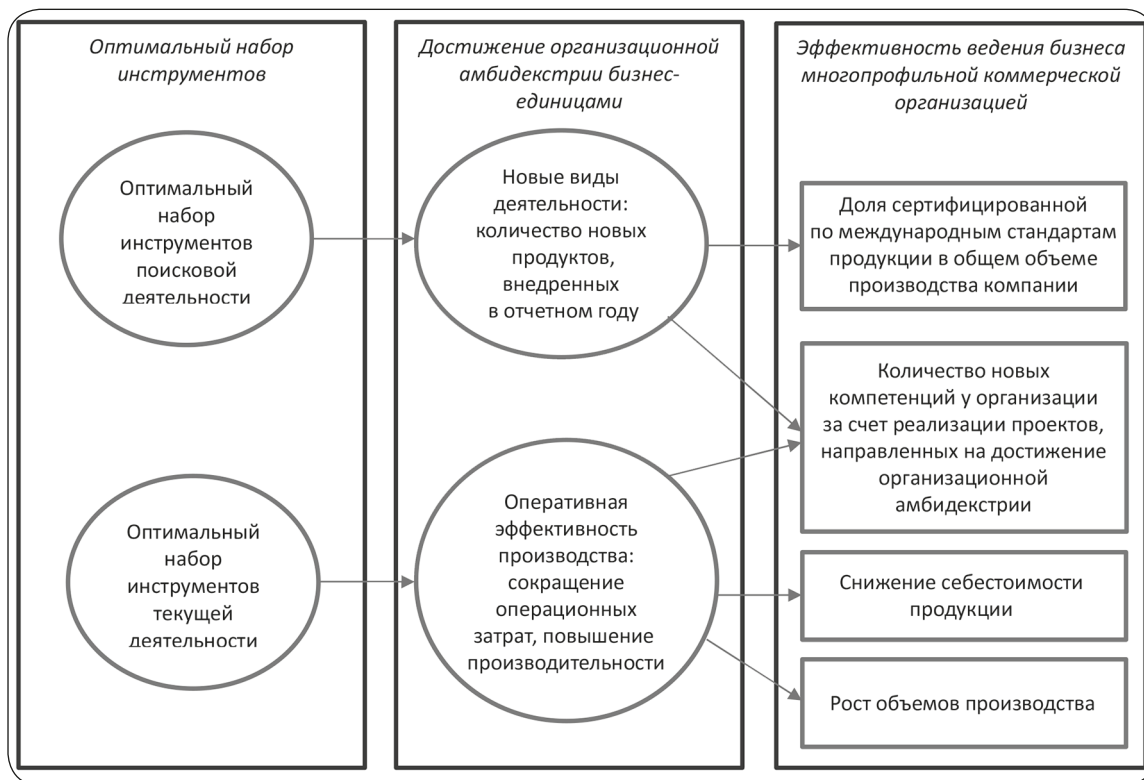 Оптимальный набор
инструментов
Оптимальный
набор
инструментов
поисковой
деятельности
Оптимальный
набор
инструментов
текущей
деятельности
Достижение организационной
амбидекстрии бизнес-
единицами
Новые виды
деятельности:
количество новых
продуктов,
внедренных
в отчетном году
Оперативная
эффективность
производства:
сокращение
операционных
затрат, повышение
производительности
Эффективность ведения бизнеса
многопрофильной коммерческой
организацией
Доля сертифицированной
по международным стандартам
продукции в общем объеме
производства компании
Количество новых
компетенций у организации
за счет реализации проектов,
направленных на достижение
организационной
амбидекстрии
Снижение себестоимости
продукции
Рост объемов производства